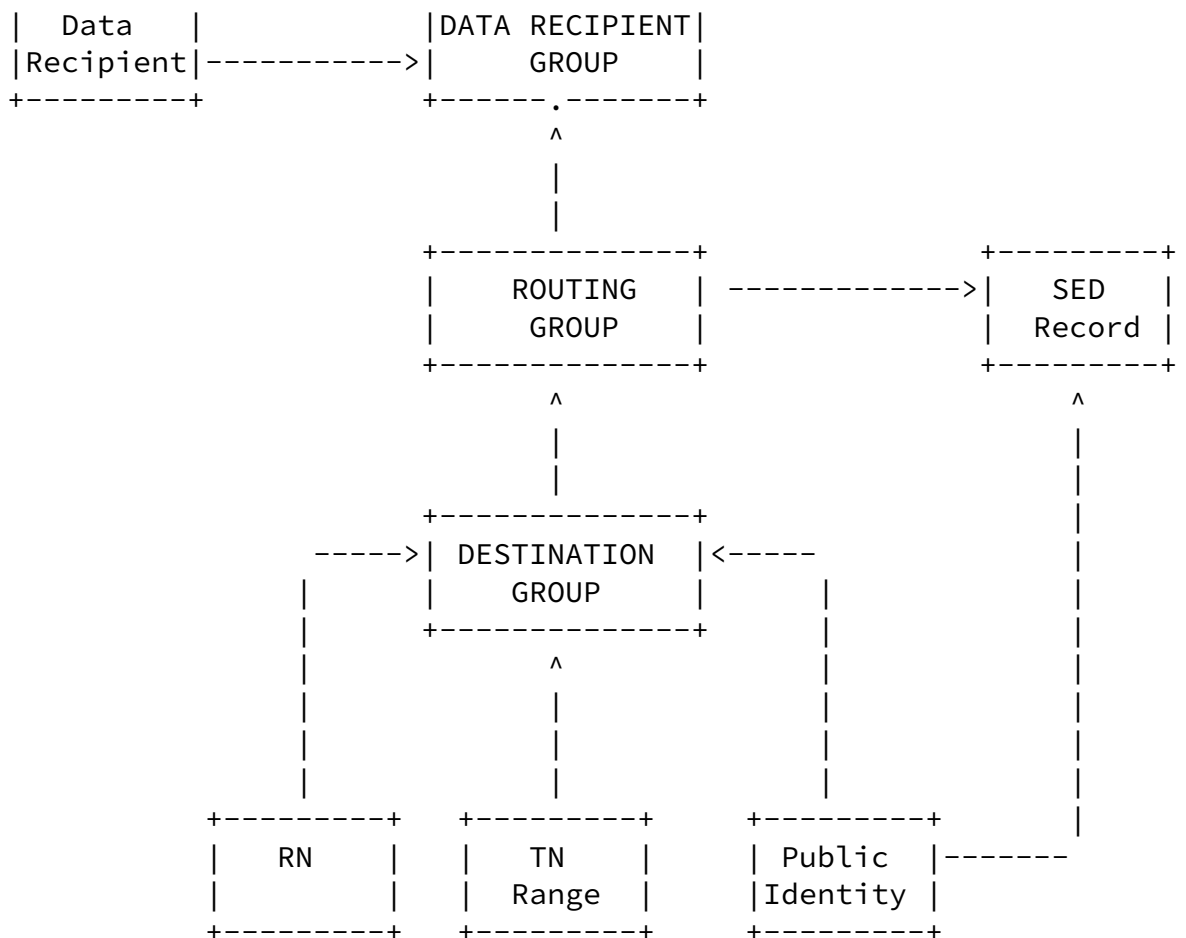 Data DATA RECIPIENT
Recipient GROUP
ROUTING SED
GROUP Record
DESTINATION
GROUP
RN TN Public
Range Identity